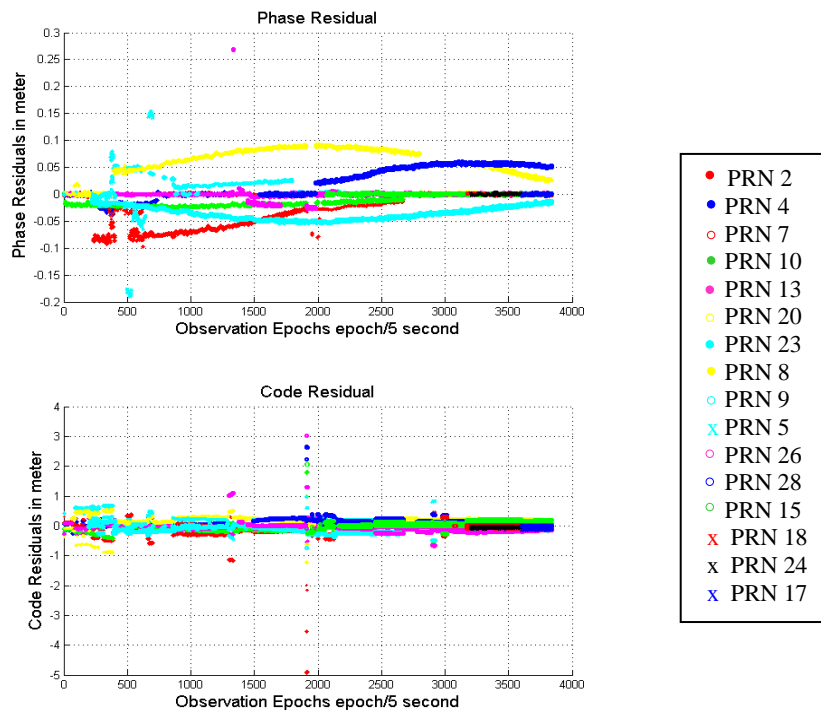 Phase Residual
0.3
0.25
0.2
0.15
0.1
0.05
0
-0.05
-0.1
-0.15
-0.2
Phase Residuals in meter
0 500 1000 1500 2000 2500 3000 3500 4000
Observation Epochs epoch/5 second
Code Residual
4
3
2
1
0
-1
-2
-3
-4
-5
Code Residuals in meter
0 500 1000 1500 2000 2500 3000 3500 4000
Observation Epochs epoch/5 second
PRN 2
PRN 4
PRN 7
PRN 10
PRN 13
PRN 20
PRN 23
PRN 8
PRN 9
x PRN 5
PRN 26
PRN 28
PRN 15
x PRN 18
x PRN 24
x PRN 17